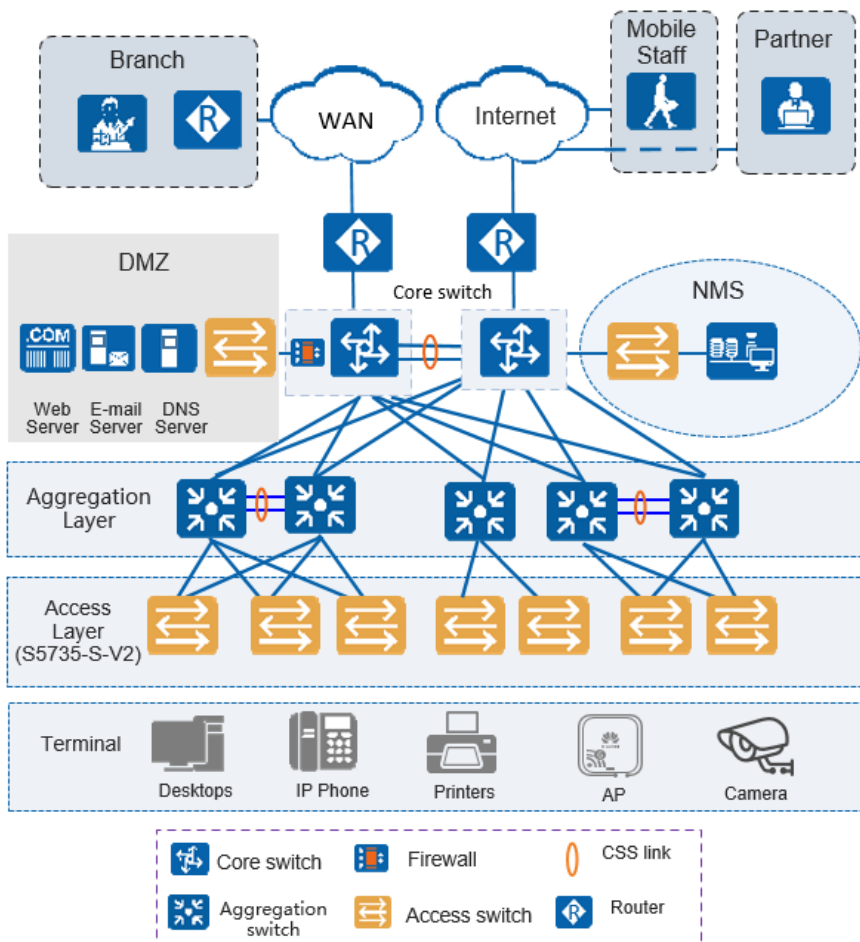 Branch
WAN
Internet
Mobile
Staff
Partner
R
R
R
DMZ
Core switch
NMS
.COM
Web
Server
E-mail
Server
DNS
Server
Aggregation
Layer
Access
Layer
(S5735-S-V2)
Terminal
Desktops
IP Phone
Printers
AP
Camera
Core switch
Firewall
CSS link
Aggregation
switch
Access switch
R
Router